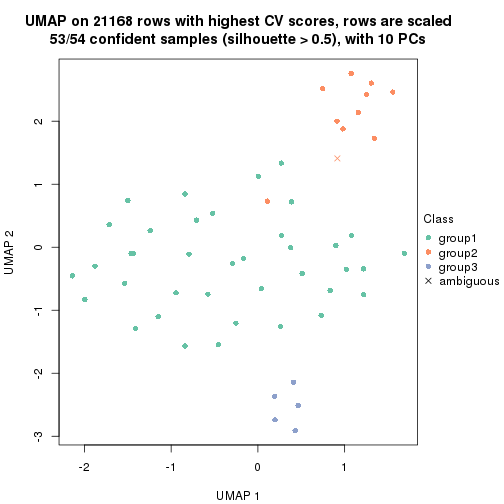 UMAP on 21168 rows with highest CV scores, rows are scaled
53/54 confident samples (silhouette > 0.5), with 10 PCs
2
1
0
-1
-2
-3
UMAP 2
-2
-1
0
1
UMAP 1
Class
group1
group2
group3
ambiguous